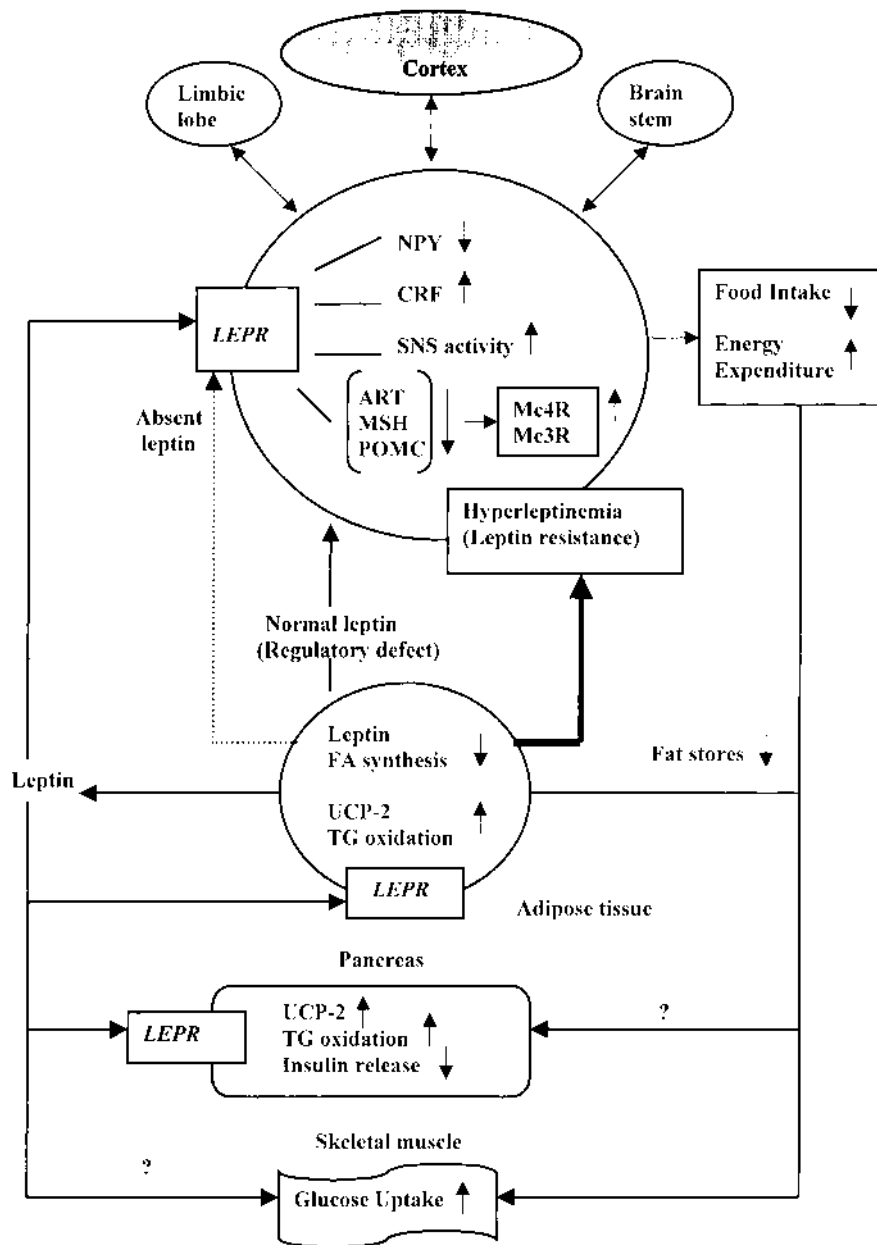 Cortex
Limbic
lobe
Brain
stem
NPY
CRF
LEPR
SNS activity
ART
MSH
POMC
Mc4R
Mc3R
Food Intake
Energy
Expenditure
Absent
leptin
Hyperleptinemia
(Leptin resistance)
Normal leptin
(Regulatory defect)
Leptin
FA synthesis
Fat stores
Leptin
UCP-2
TG oxidation
LEPR
Adipose tissue
Pancreas
UCP-2
TG oxidation
Insulin release
LEPR
?
Skeletal muscle
?
Glucose Uptake